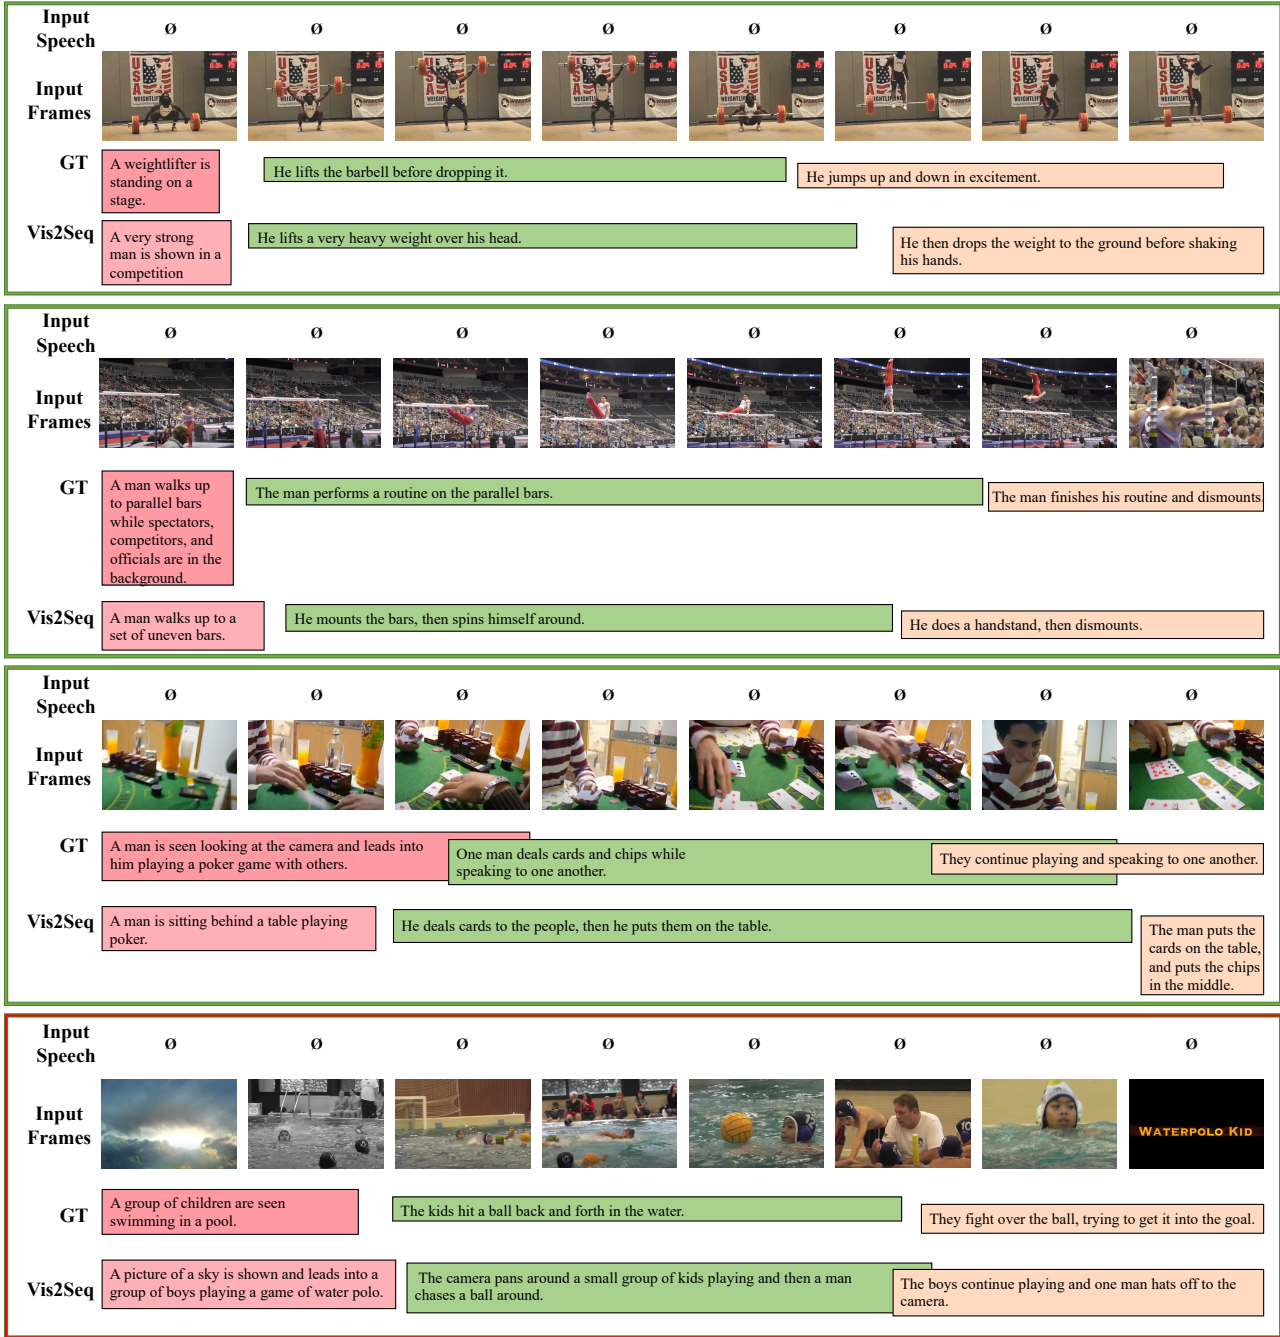 Input
Speech
Ø Ø Ø Ø Ø Ø Ø Ø
Input
Frames
USA
WEIGHTLIFTING
GT
A weightlifter is
standing on a
stage.
He lifts the barbell before dropping it.
He jumps up and down in excitement.
Vis2Seq
A very strong
man is shown in a
competition
He lifts a very heavy weight over his head.
He then drops the weight to the ground before shaking
his hands.
Input
Speech
Ø Ø Ø Ø Ø Ø Ø Ø
Input
Frames
GT
A man walks up
to parallel bars
while spectators,
competitors, and
officials are in the
background.
The man performs a routine on the parallel bars.
The man finishes his routine and dismounts.
Vis2Seq
A man walks up to a
set of uneven bars.
He mounts the bars, then spins himself around.
He does a handstand, then dismounts.
Input
Speech
Ø Ø Ø Ø Ø Ø Ø Ø
Input
Frames
GT
A man is seen looking at the camera and leads into
him playing a poker game with others.
One man deals cards and chips while
speaking to one another.
They continue playing and speaking to one another.
Vis2Seq
A man is sitting behind a table playing
poker.
He deals cards to the people, then he puts them on the table.
The man puts the
cards on the table,
and puts the chips
in the middle.
Input
Speech
Ø Ø Ø Ø Ø Ø Ø Ø
Input
Frames
WATERPOLO KID
GT
A group of children are seen
swimming in a pool.
The kids hit a ball back and forth in the water.
They fight over the ball, trying to get it into the goal.
Vis2Seq
A picture of a sky is shown and leads into a
group of boys playing a game of water polo.
The camera pans around a small group of kids playing and then a man
chases a ball around.
The boys continue playing and one man hats off to the
camera.